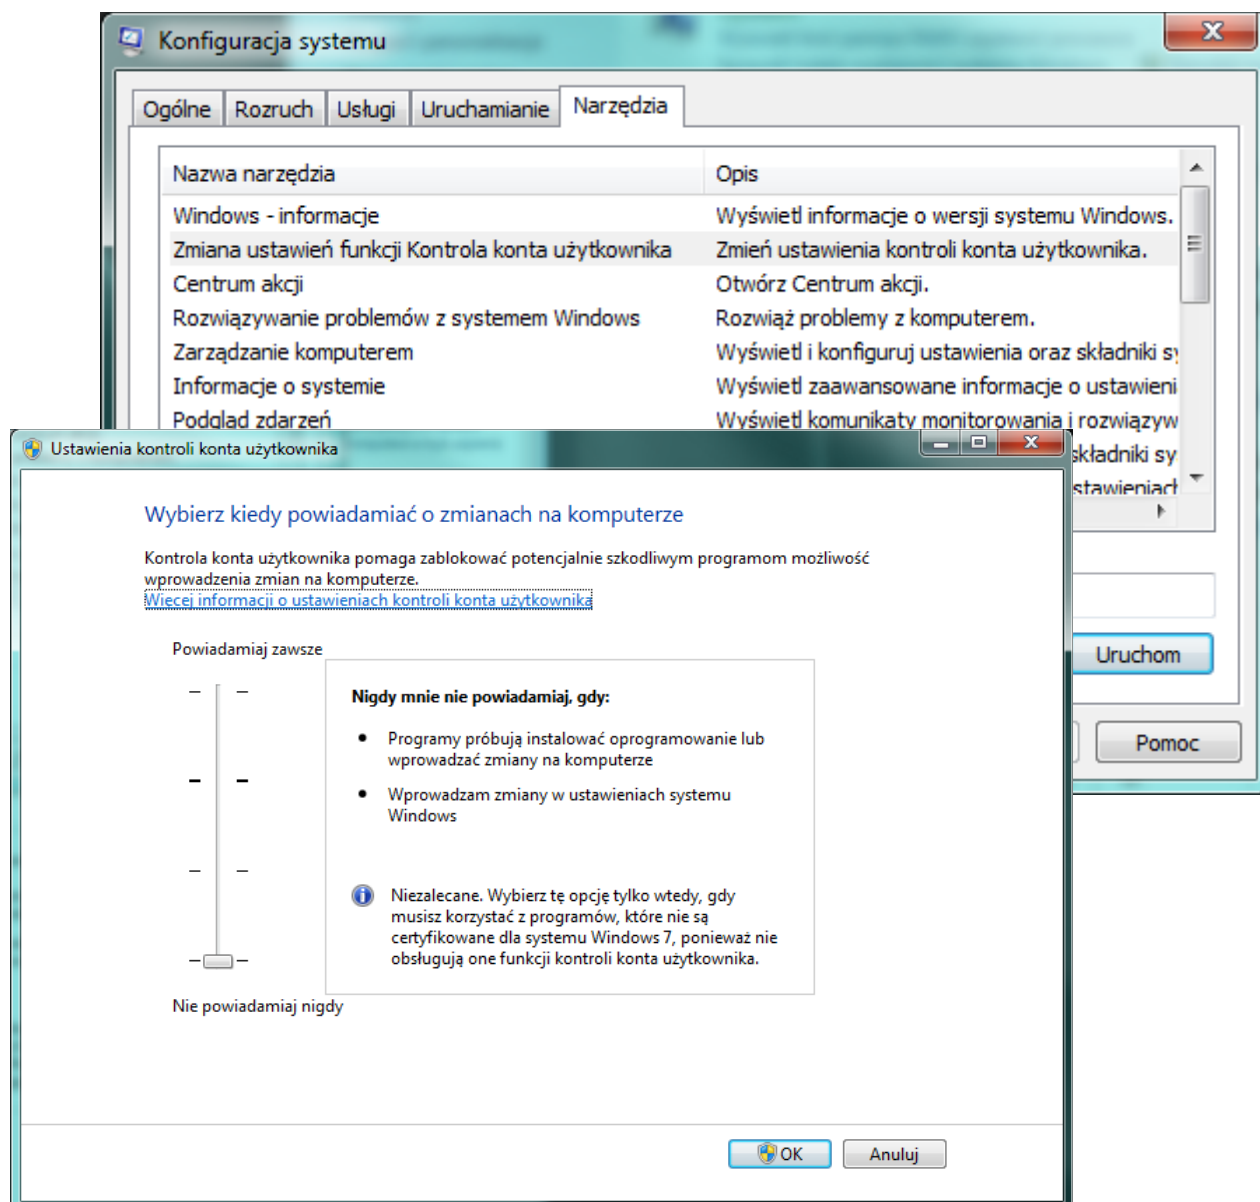 Konfiguracja systemu
Ogólne Rozruch Usługi Uruchamianie Narzędzia
Nazwa narzędzia Opis
Windows - informacje Wyświetl informacje o wersji systemu Windows.
Zmiana ustawień funkcji Kontrola konta użytkownika Zmień ustawienia kontroli konta użytkownika.
Centrum akcji Otwórz Centrum akcji.
Rozwiązywanie problemów z systemem Windows Rozwiąż problemy z komputerem.
Zarządzanie komputerem Wyświetl i konfiguruj ustawienia oraz składniki sy
Informacje o systemie Wyświetl zaawansowane informacje o ustawieni
Podgląd zdarzeń Wyświetl komunikaty monitorowania i rozwiązyw
składniki sy
stawieniach
Uruchom
Pomoc
Ustawienia kontroli konta użytkownika
Wybierz kiedy powiadamiać o zmianach na komputerze
Kontrola konta użytkownika pomaga zablokować potencjalnie szkodliwym programom możliwość
wprowadzenia zmian na komputerze.
Więcej informacji o ustawieniach kontroli konta użytkownika
Powiadamiaj zawsze
Nigdy mnie nie powiadamiaj, gdy:
• Programy próbują instalować oprogramowanie lub
wprowadzać zmiany na komputerze
• Wprowadzam zmiany w ustawieniach systemu
Windows
Niezalecane. Wybierz tę opcję tylko wtedy, gdy
musisz korzystać z programów, które nie są
certyfikowane dla systemu Windows 7, ponieważ nie
obsługują one funkcji kontroli konta użytkownika.
Nie powiadamiaj nigdy
OK Anuluj